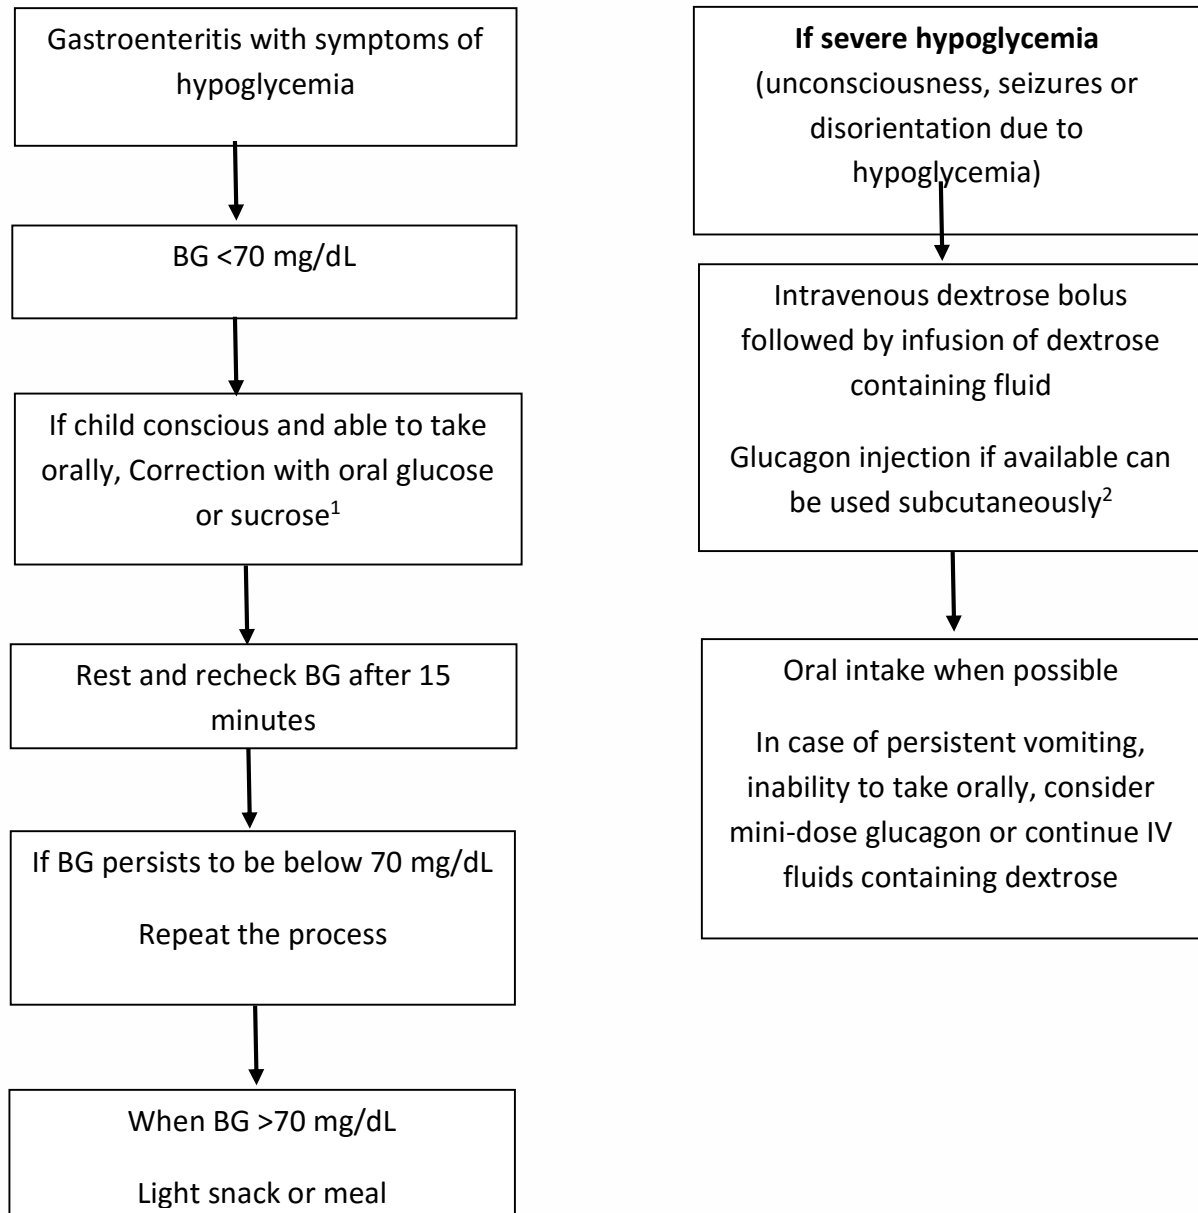 Gastroenteritis with symptoms of
hypoglycemia
BG <70 mg/dL
If child conscious and able to take
orally, Correction with oral glucose
or sucrose¹
Rest and recheck BG after 15
minutes
If BG persists to be below 70 mg/dL
Repeat the process
When BG >70 mg/dL
Light snack or meal
If severe hypoglycemia
(unconsciousness, seizures or
disorientation due to
hypoglycemia)
Intravenous dextrose bolus
followed by infusion of dextrose
containing fluid
Glucagon injection if available can
be used subcutaneously²
Oral intake when possible
In case of persistent vomiting,
inability to take orally, consider
mini-dose glucagon or continue IV
fluids containing dextrose